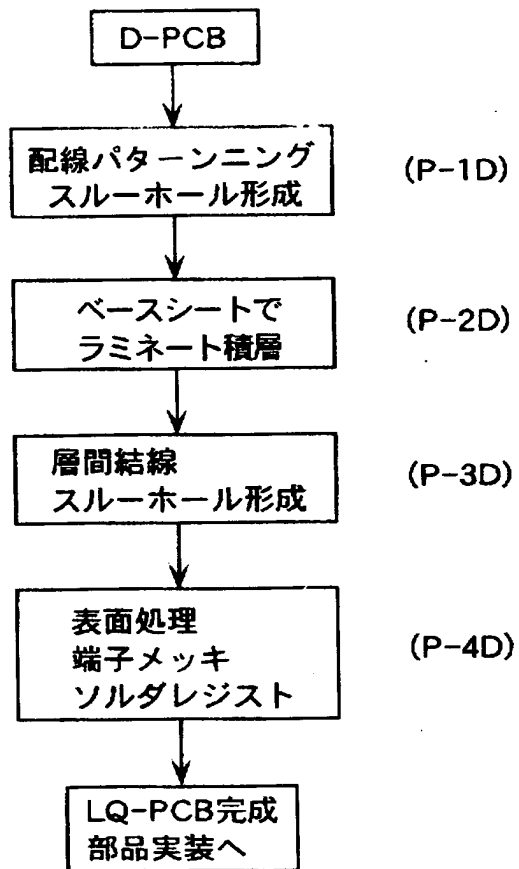 D-PCB
配線パターンニング
スルーホール形成
(P-1D)
ベースシートで
ラミネート積層
(P-2D)
層間結線
スルーホール形成
(P-3D)
表面処理
端子メッキ
ソルダレジスト
(P-4D)
LQ-PCB完成
部品実装へ